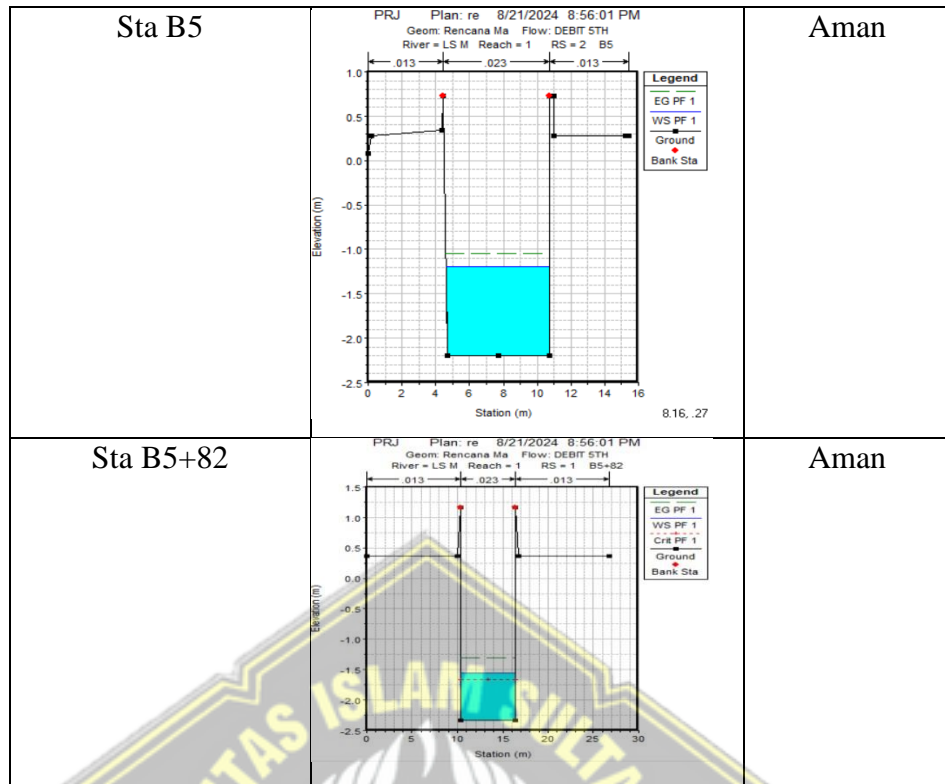 Sta B5
PRJ Plan: re 8/21/2024 8:56:01 PM
Geom: Rencana Ma Flow: DEBIT 5TH
River = LS M Reach = 1 RS = 2 B5
.013 .023 .013
Legend
EG PF 1
WS PF 1
Ground
Bank Sta
Elevation (m)
1.0
0.5
0.0
-0.5
-1.0
-1.5
-2.0
-2.5
0 2 4 6 8 10 12 14 16
Station (m)
8.16, .27
Aman
Sta B5+82
PRJ Plan: re 8/21/2024 8:56:01 PM
Geom: Rencana Ma Flow: DEBIT 5TH
River = LS M Reach = 1 RS = 1 B5+82
.013 .023 .013
Legend
EG PF 1
WS PF 1
Crit PF 1
Ground
Bank Sta
Elevation (m)
1.5
1.0
0.5
0.0
-0.5
-1.0
-1.5
-2.0
-2.5
0 5 10 15 20 25 30
Station (m)
Aman
ISLAM